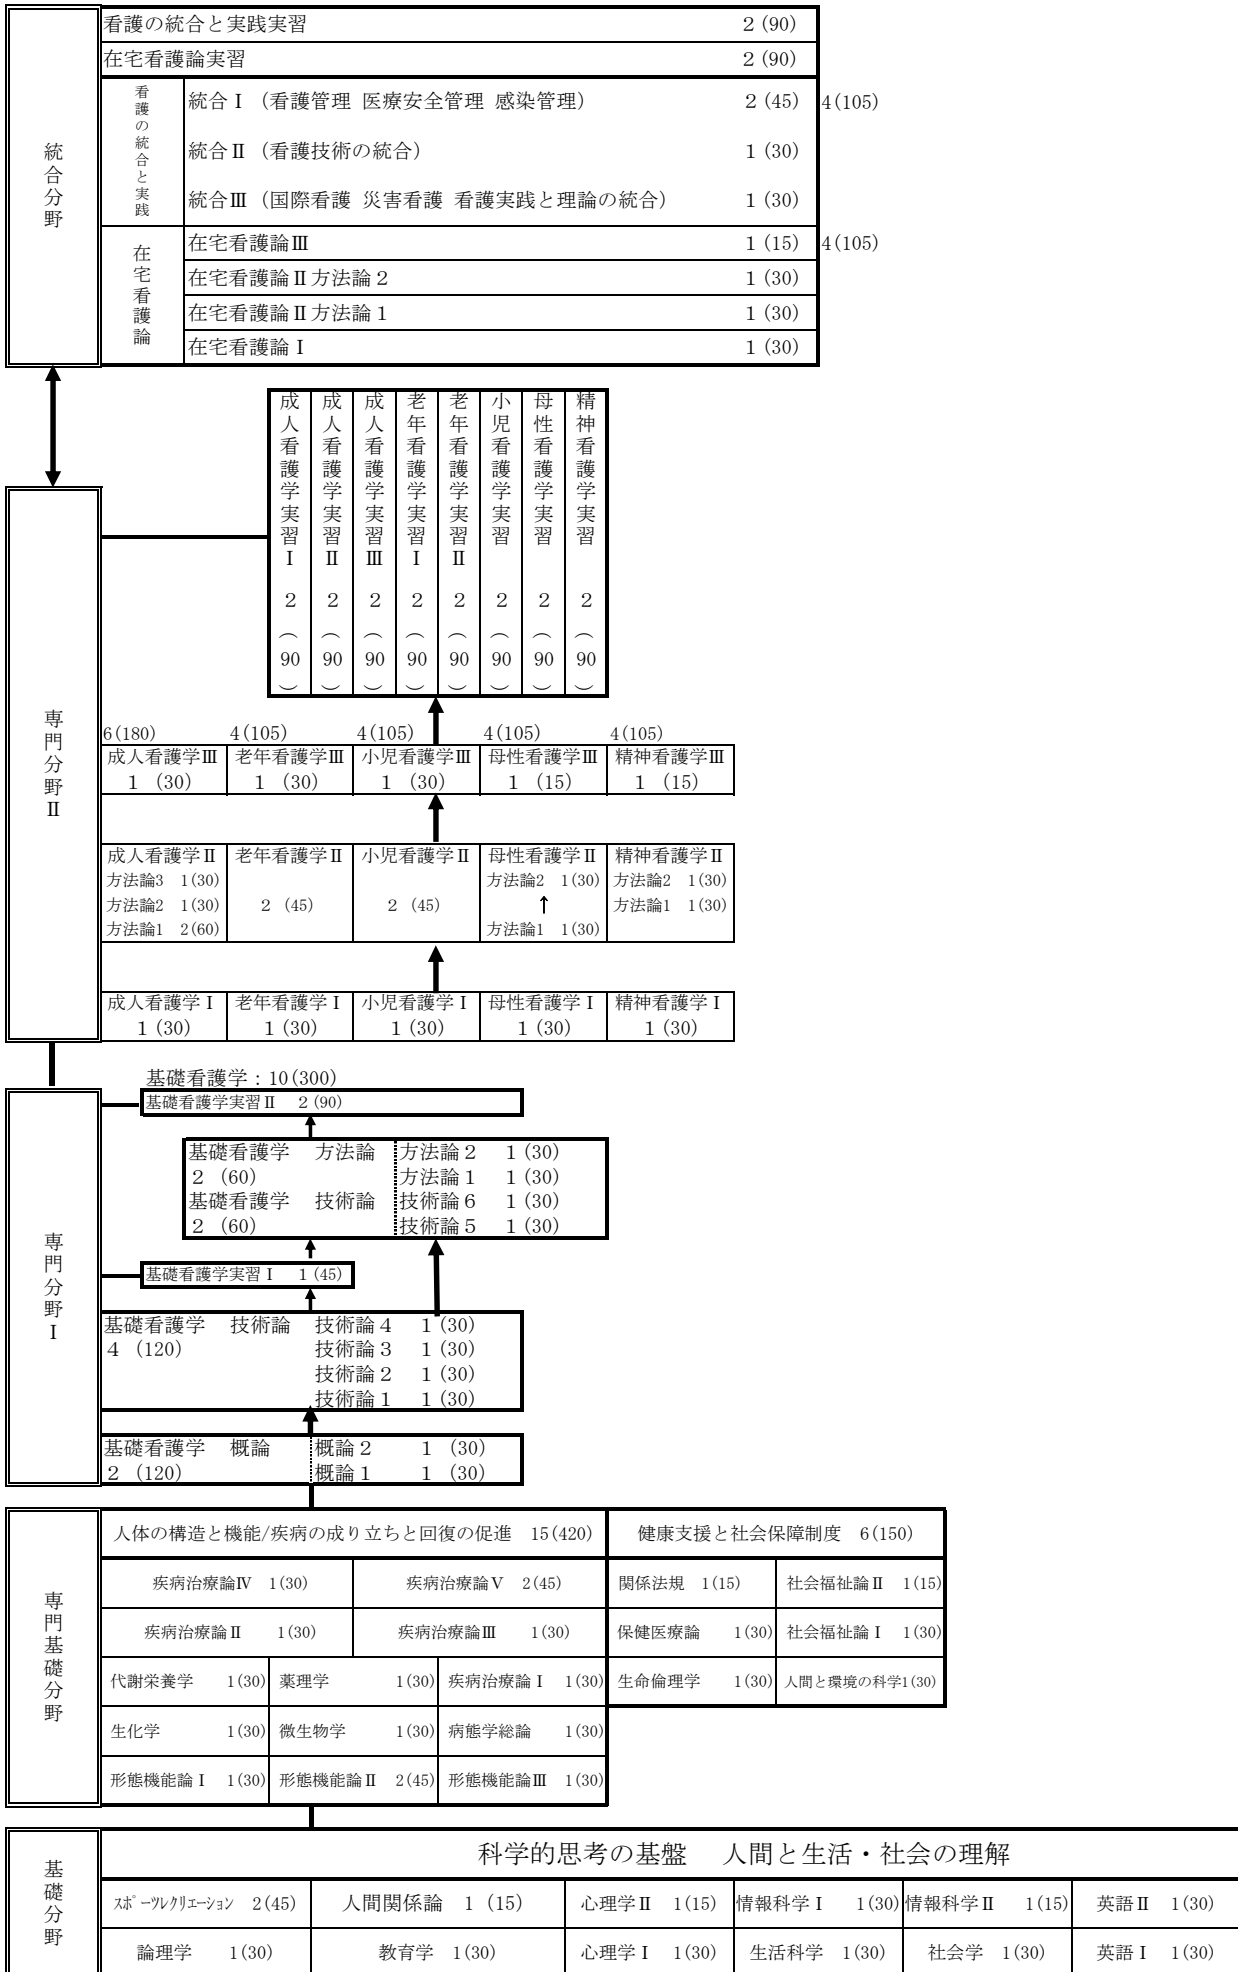 統合分野
看護の統合と実践実習 2 (90)
在宅看護論実習 2 (90)
看護の統合と実践
統合Ⅰ (看護管理 医療安全管理 感染管理) 2 (45) 4(105)
統合Ⅱ (看護技術の統合) 1 (30)
統合Ⅲ (国際看護 災害看護 看護実践と理論の統合) 1 (30)
在宅看護論
在宅看護論Ⅲ 1 (15) 4(105)
在宅看護論Ⅱ方法論2 1 (30)
在宅看護論Ⅱ方法論1 1 (30)
在宅看護論Ⅰ 1 (30)
専門分野Ⅱ
成人看護学実習Ⅰ 2 (90)
成人看護学実習Ⅱ 2 (90)
成人看護学実習Ⅲ 2 (90)
老年看護学実習Ⅰ 2 (90)
老年看護学実習Ⅱ 2 (90)
小児看護学実習 2 (90)
母性看護学実習 2 (90)
精神看護学実習 2 (90)
6(180) 4(105) 4(105) 4(105) 4(105)
成人看護学Ⅲ 老年看護学Ⅲ 小児看護学Ⅲ 母性看護学Ⅲ 精神看護学Ⅲ
1 (30) 1 (30) 1 (30) 1 (15) 1 (15)
成人看護学Ⅱ 老年看護学Ⅱ 小児看護学Ⅱ 母性看護学Ⅱ 精神看護学Ⅱ
方法論3 1(30) 方法論2 1(30) 方法論2 1(30)
方法論2 1(30) 2 (45) 2 (45) ↑ 方法論1 1(30)
方法論1 2(60) 方法論1 1(30)
成人看護学Ⅰ 老年看護学Ⅰ 小児看護学Ⅰ 母性看護学Ⅰ 精神看護学Ⅰ
1 (30) 1 (30) 1 (30) 1 (30) 1 (30)
専門分野Ⅰ
基礎看護学：10(300)
基礎看護学実習Ⅱ 2(90)
基礎看護学 方法論 方法論2 1 (30)
2 (60) 方法論1 1 (30)
基礎看護学 技術論 技術論6 1 (30)
2 (60) 技術論5 1 (30)
基礎看護学実習Ⅰ 1 (45)
基礎看護学 技術論 技術論4 1 (30)
4 (120) 技術論3 1 (30)
技術論2 1 (30)
技術論1 1 (30)
基礎看護学 概論 概論2 1 (30)
2 (120) 概論1 1 (30)
専門基礎分野
人体の構造と機能/疾病の成り立ちと回復の促進 15(420) 健康支援と社会保障制度 6(150)
疾病治療論Ⅳ 1(30) 疾病治療論Ⅴ 2(45) 関係法規 1(15) 社会福祉論Ⅱ 1(15)
疾病治療論Ⅱ 1(30) 疾病治療論Ⅲ 1(30) 保健医療論 1(30) 社会福祉論Ⅰ 1(30)
代謝栄養学 1(30) 薬理学 1(30) 疾病治療論Ⅰ 1(30) 生命倫理学 1(30) 人間と環境の科学1(30)
生化学 1(30) 微生物学 1(30) 病態学総論 1(30)
形態機能論Ⅰ 1(30) 形態機能論Ⅱ 2(45) 形態機能論Ⅲ 1(30)
基礎分野
科学的思考の基盤 人間と生活・社会の理解
ｽﾎﾟｰﾂﾚｸﾘｴｰｼｮﾝ 2(45) 人間関係論 1 (15) 心理学Ⅱ 1(15) 情報科学Ⅰ 1(30) 情報科学Ⅱ 1(15) 英語Ⅱ 1(30)
論理学 1(30) 教育学 1(30) 心理学Ⅰ 1(30) 生活科学 1(30) 社会学 1(30) 英語Ⅰ 1(30)